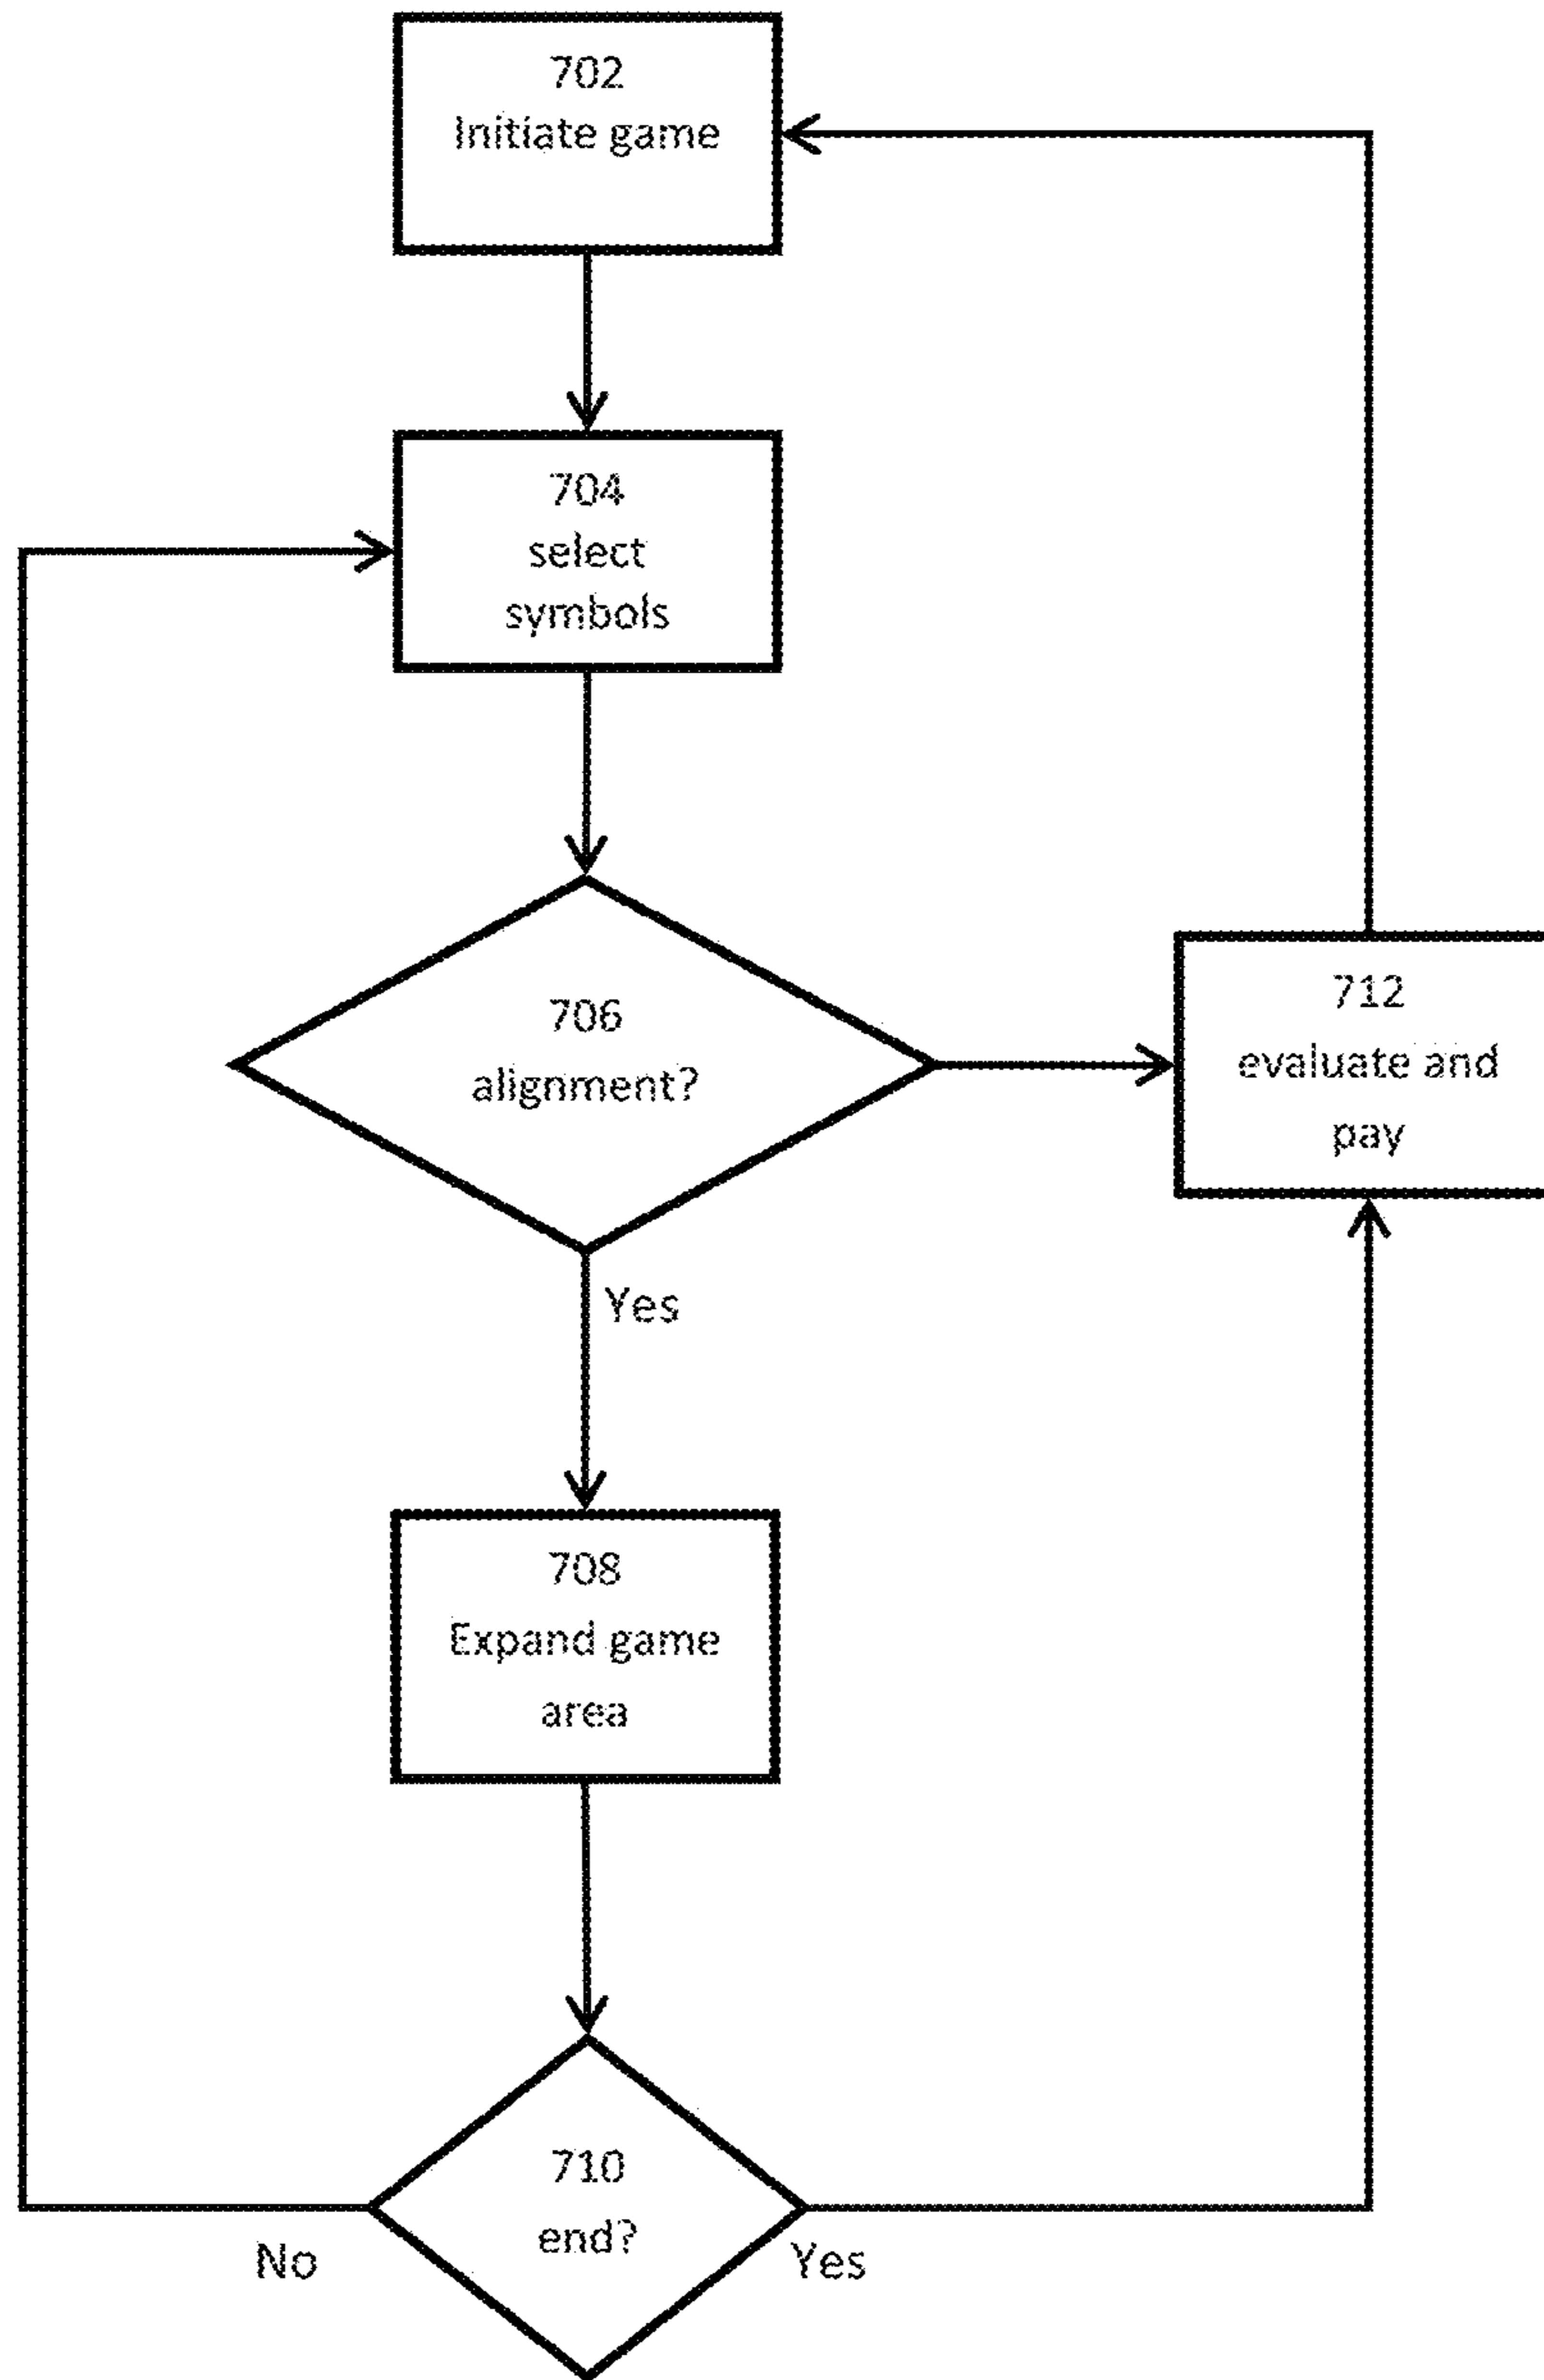 702
Initiate game
704
select
symbols
706
alignment?
712
evaluate and
pay
Yes
708
Expand game
area
710
end?
No
Yes